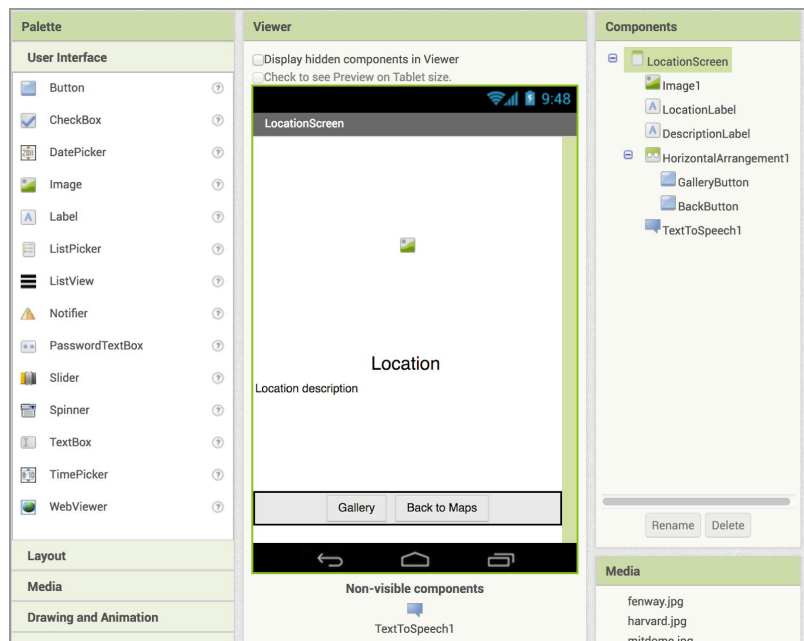 Palette
User Interface
Button
CheckBox
DatePicker
Image
Label
ListPicker
ListView
Notifier
PasswordTextBox
Slider
Spinner
TextBox
TimePicker
WebViewer
Layout
Media
Drawing and Animation
Viewer
Display hidden components in Viewer
Check to see Preview on Tablet size.
9:48
LocationScreen
Location
Location description
Gallery Back to Maps
Non-visible components
TextToSpeech1
Components
LocationScreen
Image1
LocationLabel
DescriptionLabel
HorizontalArrangement1
GalleryButton
BackButton
TextToSpeech1
Rename Delete
Media
fenway.jpg
harvard.jpg
mitdome.jpg